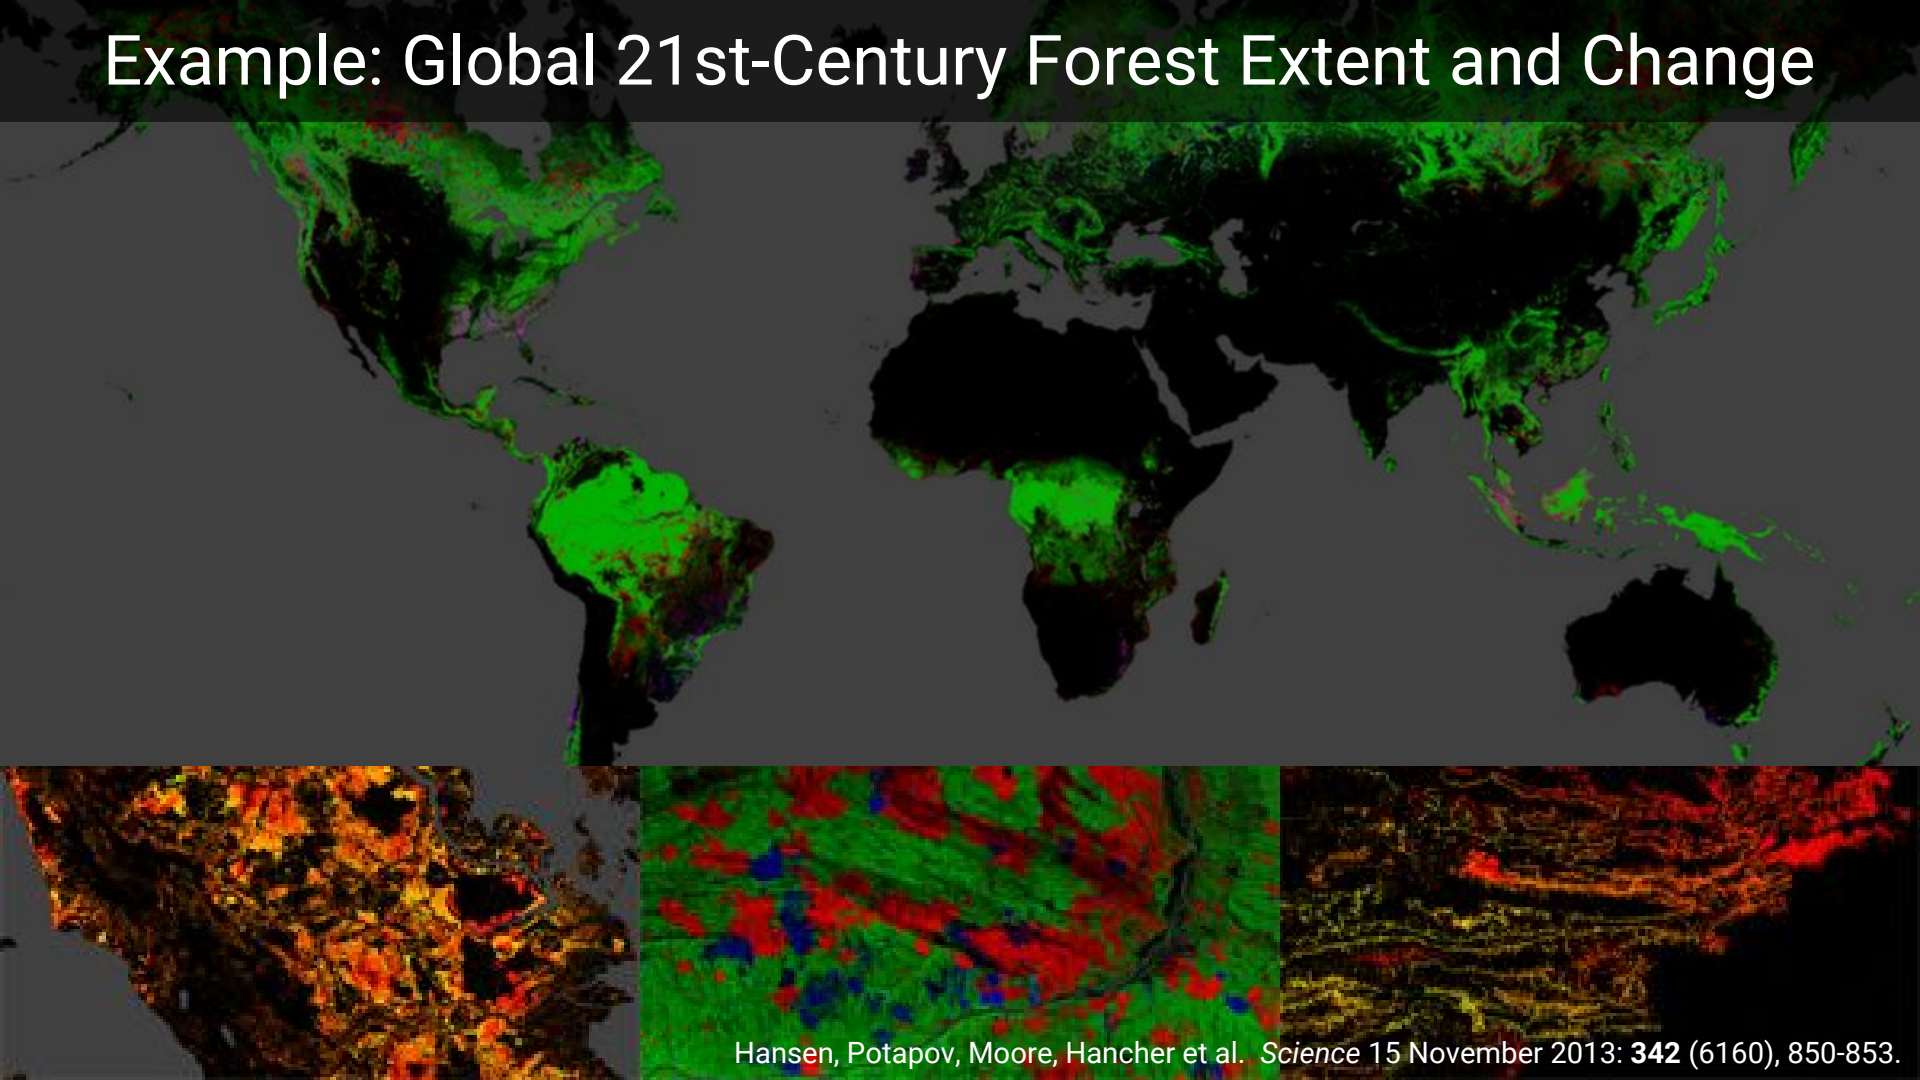 Example: Global 21st-Century Forest Extent and Change
Hansen, Potapov, Moore, Hancher et al. Science 15 November 2013: 342 (6160), 850-853.